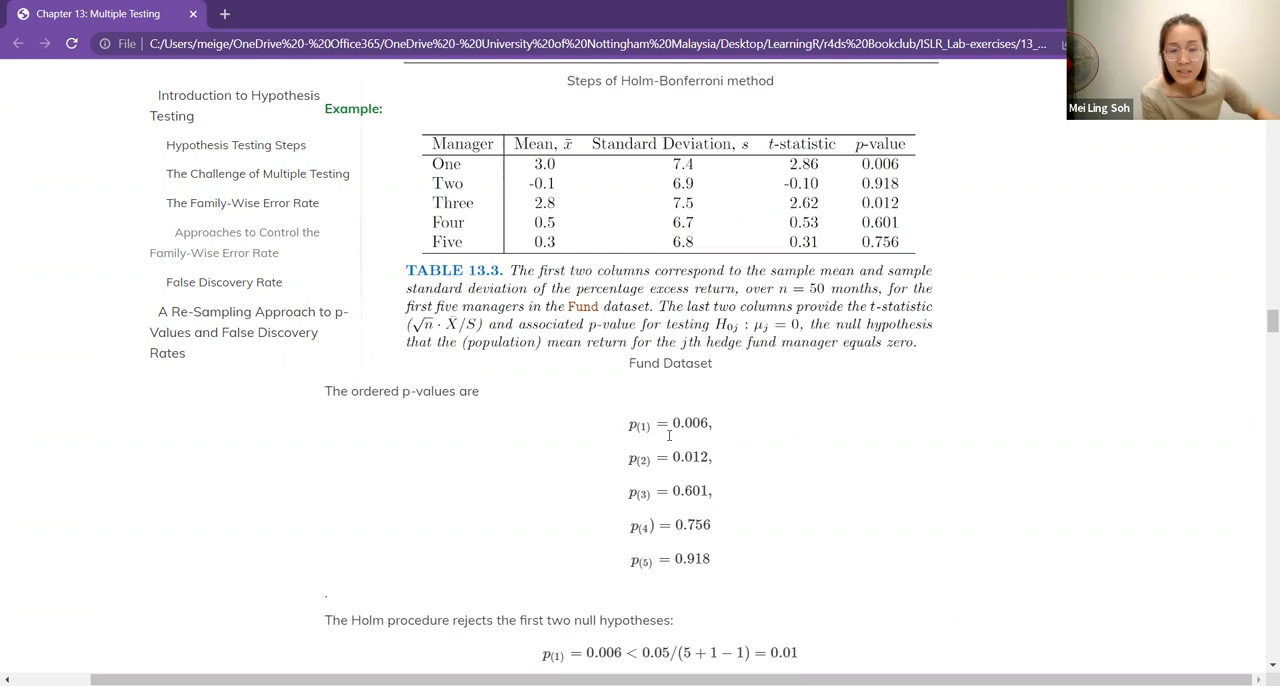 Chapter 13: Multiple Testing
File C:/Users/meige/OneDrive%20-%20Office365/OneDrive%20-%20University%20of%20Nottingham%20Malaysia/Desktop/LearningR/r4ds%20Bookclub/ISLR_Lab-exercises/13_...
Mei Ling Soh
Introduction to Hypothesis
Testing
Hypothesis Testing Steps
The Challenge of Multiple Testing
The Family-Wise Error Rate
Approaches to Control the
Family-Wise Error Rate
False Discovery Rate
A Re-Sampling Approach to p-
Values and False Discovery
Rates
Steps of Holm-Bonferroni method
Example:
Manager Mean, x̄ Standard Deviation, s t-statistic p-value
One 3.0 7.4 2.86 0.006
Two -0.1 6.9 -0.10 0.918
Three 2.8 7.5 2.62 0.012
Four 0.5 6.7 0.53 0.601
Five 0.3 6.8 0.31 0.756
TABLE 13.3. The first two columns correspond to the sample mean and sample
standard deviation of the percentage excess return, over n = 50 months, for the
first five managers in the Fund dataset. The last two columns provide the t-statistic
(√n · X̄/S) and associated p-value for testing H₀ⱼ : μⱼ = 0, the null hypothesis
that the (population) mean return for the jth hedge fund manager equals zero.
Fund Dataset
The ordered p-values are
p(1) = 0.006,
p(2) = 0.012,
p(3) = 0.601,
p(4) = 0.756
p(5) = 0.918
.
The Holm procedure rejects the first two null hypotheses:
p(1) = 0.006 < 0.05/(5 + 1 − 1) = 0.01